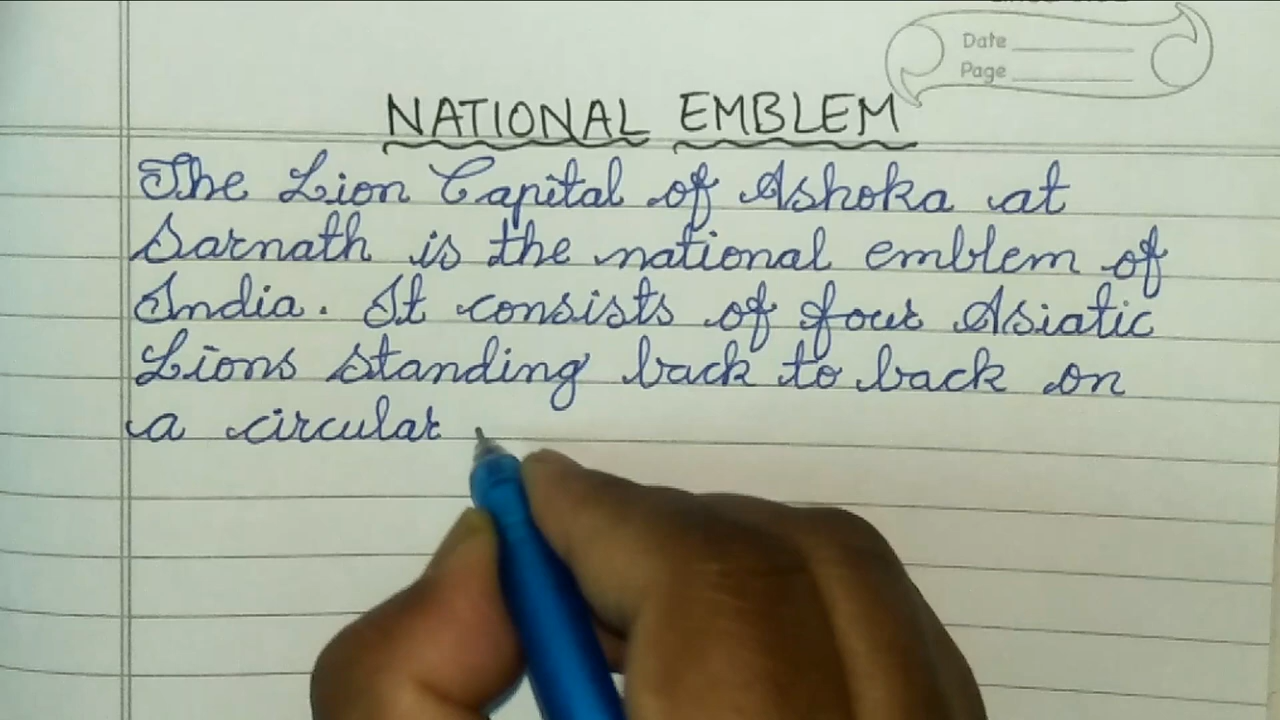 Date
Page
NATIONAL EMBLEM
The Lion Capital of Ashoka at
Sarnath is the national emblem of
India. It consists of four Asiatic
Lions standing back to back on
a circular